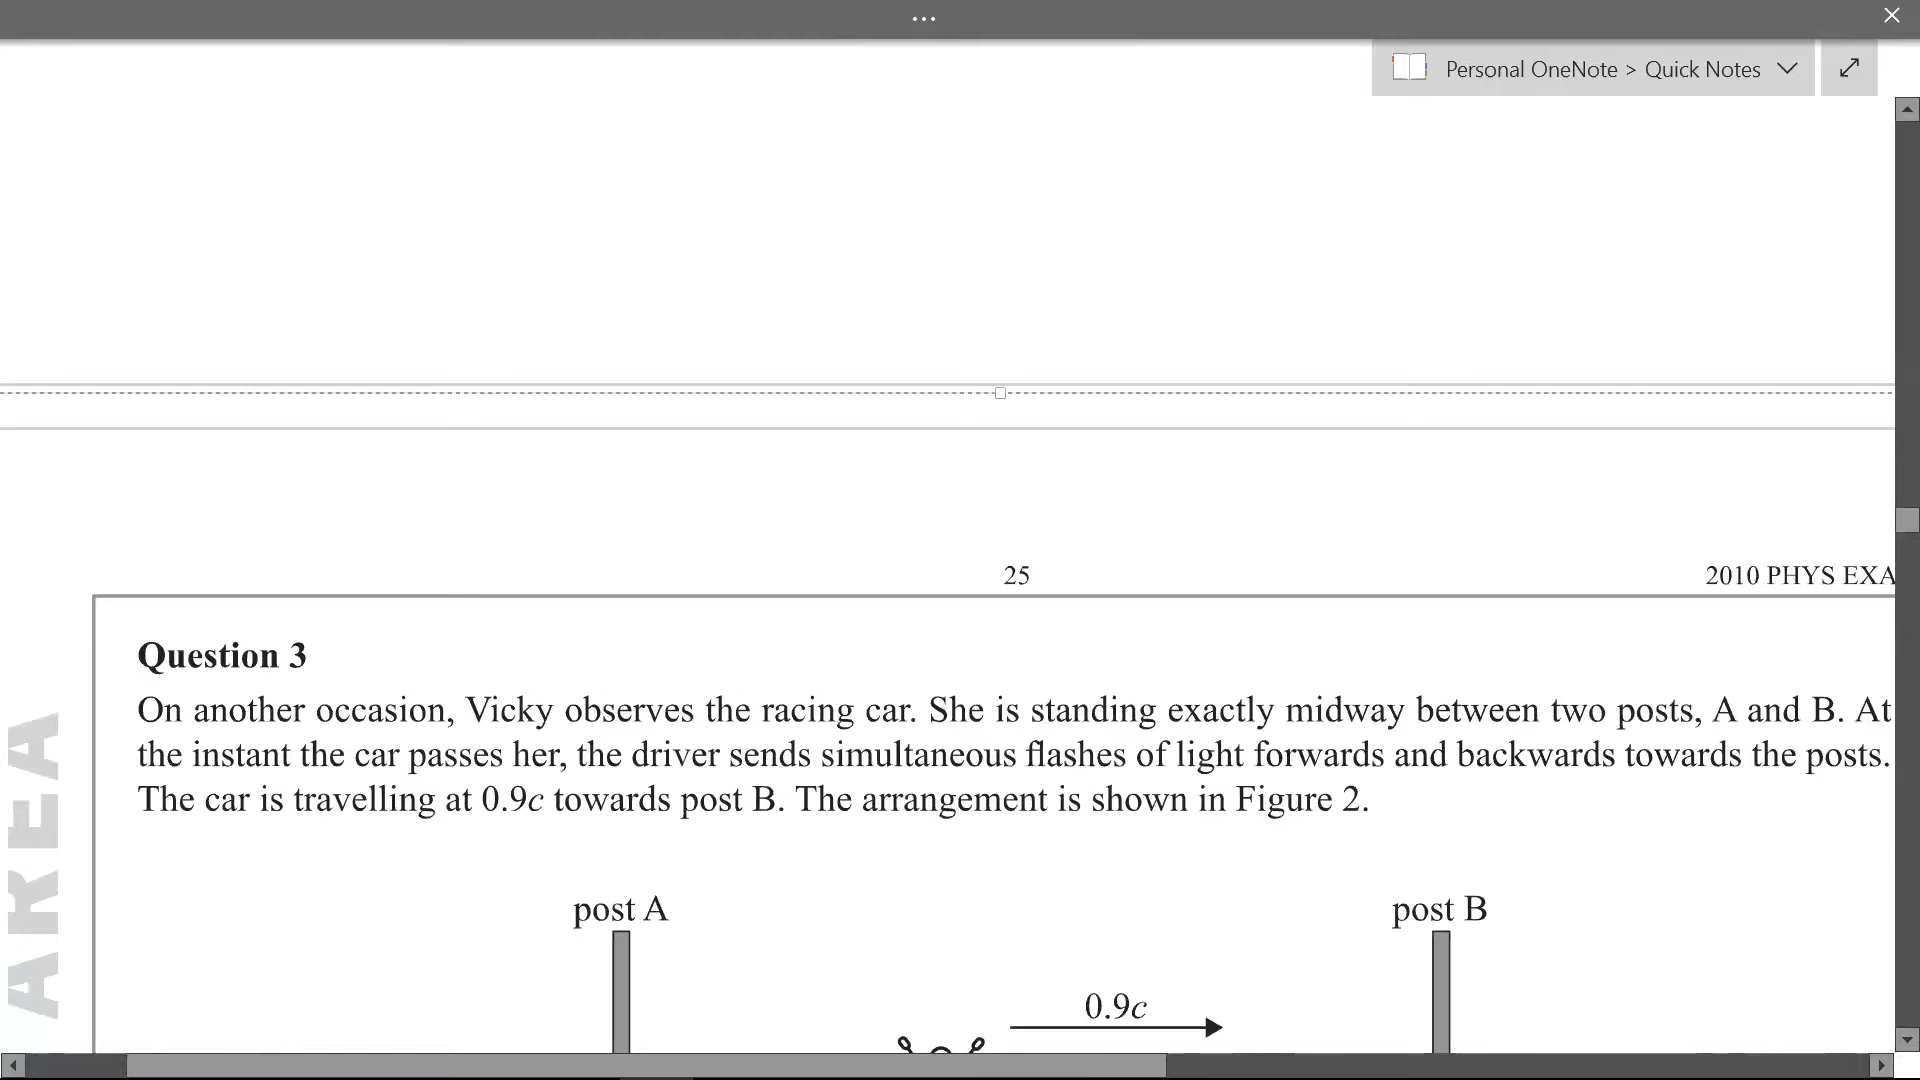 ...
Personal OneNote > Quick Notes
25
2010 PHYS EXA
Question 3
On another occasion, Vicky observes the racing car. She is standing exactly midway between two posts, A and B. At
the instant the car passes her, the driver sends simultaneous flashes of light forwards and backwards towards the posts.
The car is travelling at 0.9c towards post B. The arrangement is shown in Figure 2.
post A
post B
0.9c
AREA